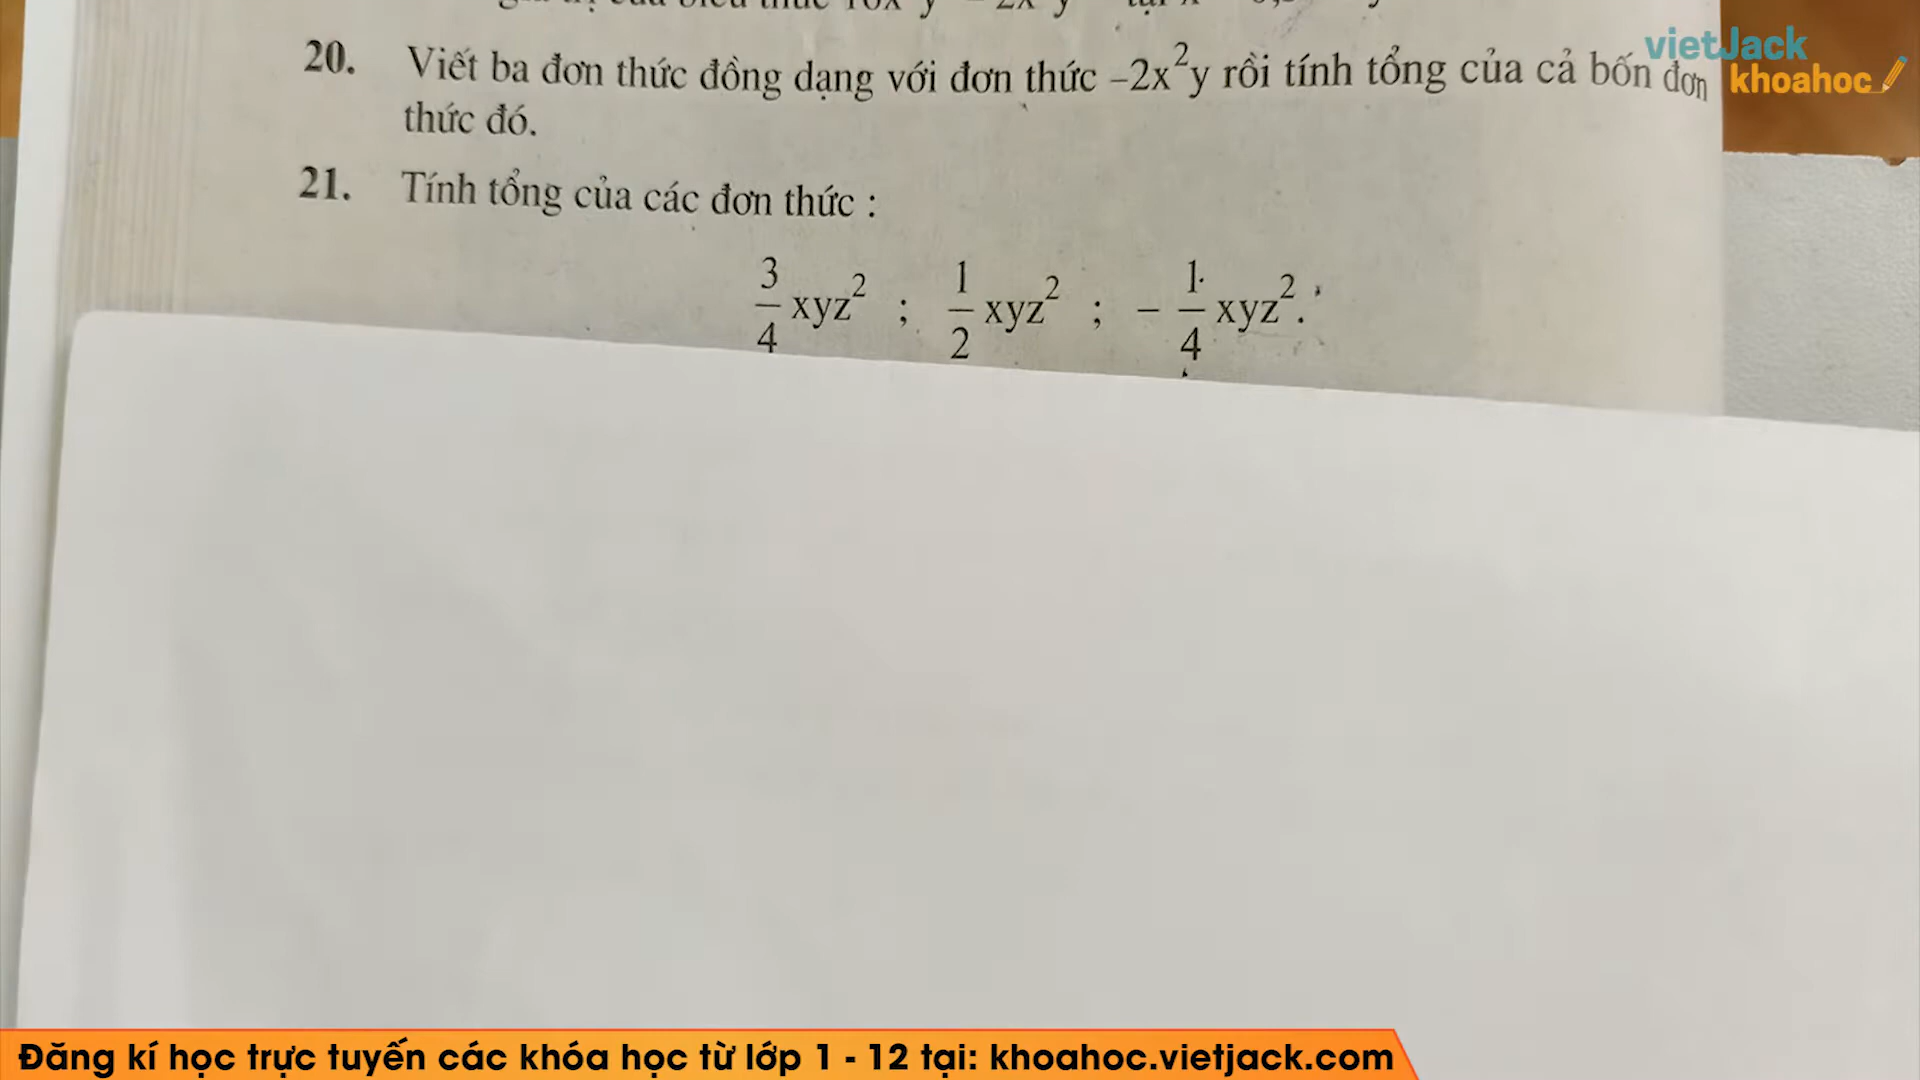 20. Viết ba đơn thức đồng dạng với đơn thức –2x²y rồi tính tổng của cả bốn đơn
thức đó.
21. Tính tổng của các đơn thức :
3/4 xyz² ; 1/2 xyz² ; – 1/4 xyz².
vietJack
khoahoc
Đăng kí học trực tuyến các khóa học từ lớp 1 - 12 tại: khoahoc.vietjack.com